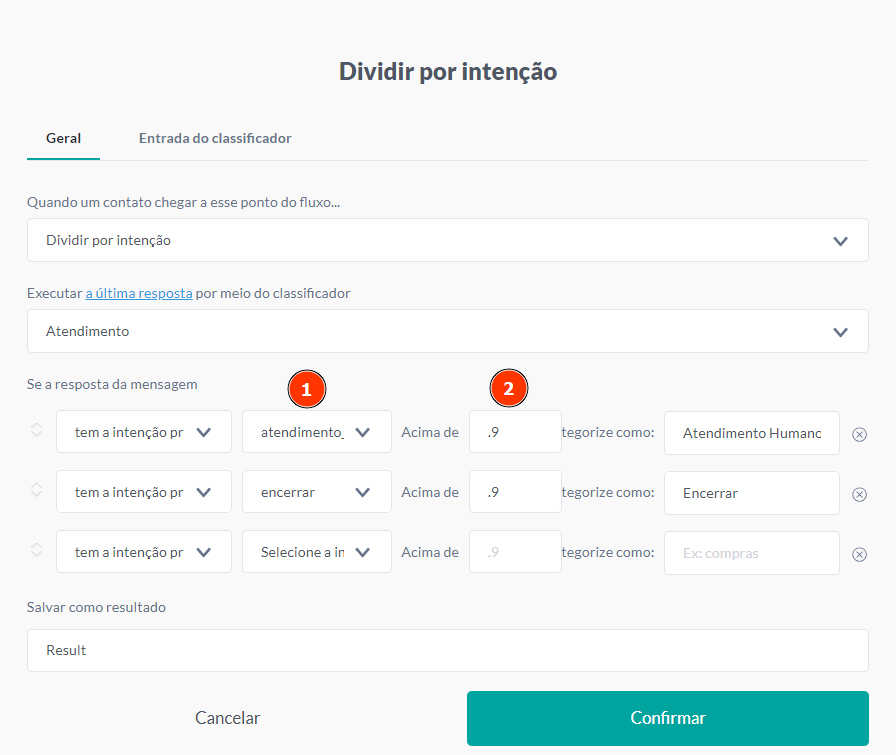 Dividir por intenção
Geral Entrada do classificador
Quando um contato chegar a esse ponto do fluxo...
Dividir por intenção
Executar a última resposta por meio do classificador
Atendimento
Se a resposta da mensagem
1 2
tem a intenção pr atendimento_ Acima de .9 tegorize como: Atendimento Humano
tem a intenção pr encerrar Acima de .9 tegorize como: Encerrar
tem a intenção pr Selecione a in Acima de .9 tegorize como: Ex: compras
Salvar como resultado
Result
Cancelar Confirmar